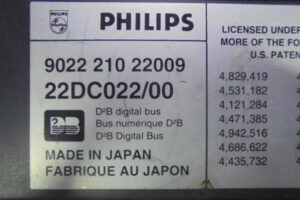 PHILIPS
PHILIPS
9022 210 22009
22DC022/00
D²B digital bus
Bus numérique D²B
D²B Digital Bus
MADE IN JAPAN
FABRIQUE AU JAPON
LICENSED UNDER
MORE OF THE FO
U.S. PATEN
4,829,419
4,531,182
4,121,284
4,471,385
4,942,516
4,686,622
4,435,732